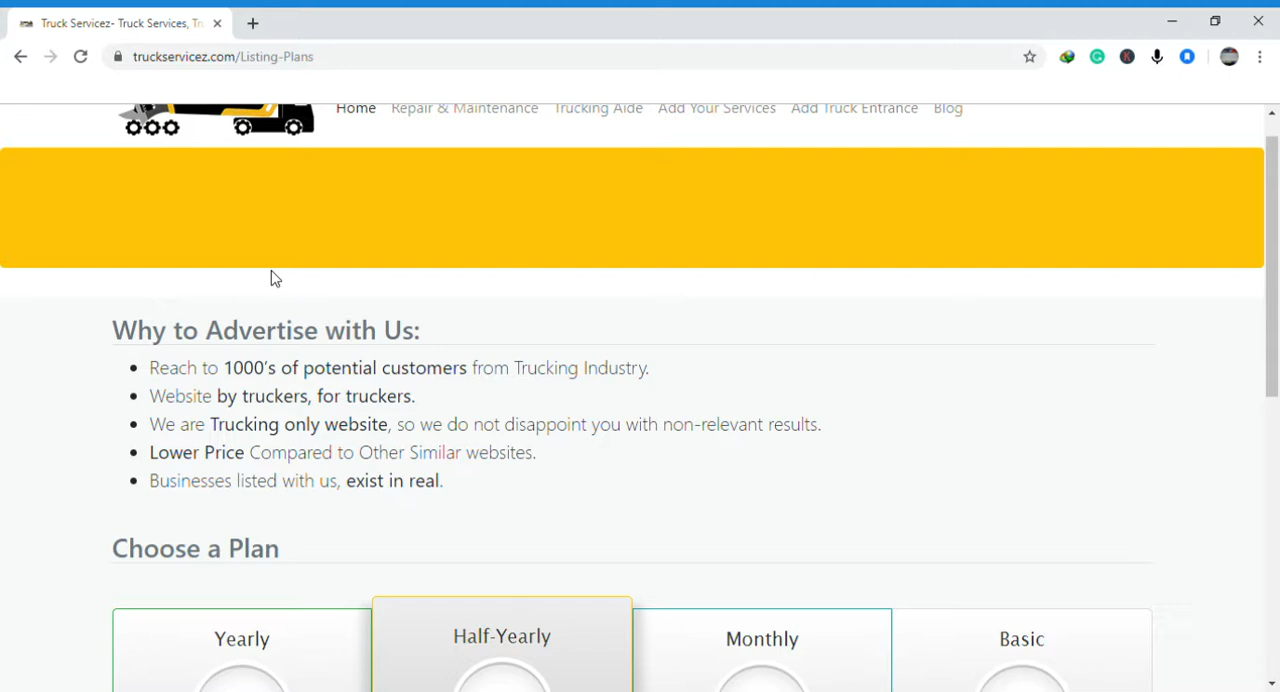 Truck Servicez- Truck Services, Tr
truckservicez.com/Listing-Plans
Home Repair & Maintenance Trucking Aide Add Your Services Add Truck Entrance Blog
Why to Advertise with Us:
Reach to 1000's of potential customers from Trucking Industry.
Website by truckers, for truckers.
We are Trucking only website, so we do not disappoint you with non-relevant results.
Lower Price Compared to Other Similar websites.
Businesses listed with us, exist in real.
Choose a Plan
Yearly Half-Yearly Monthly Basic